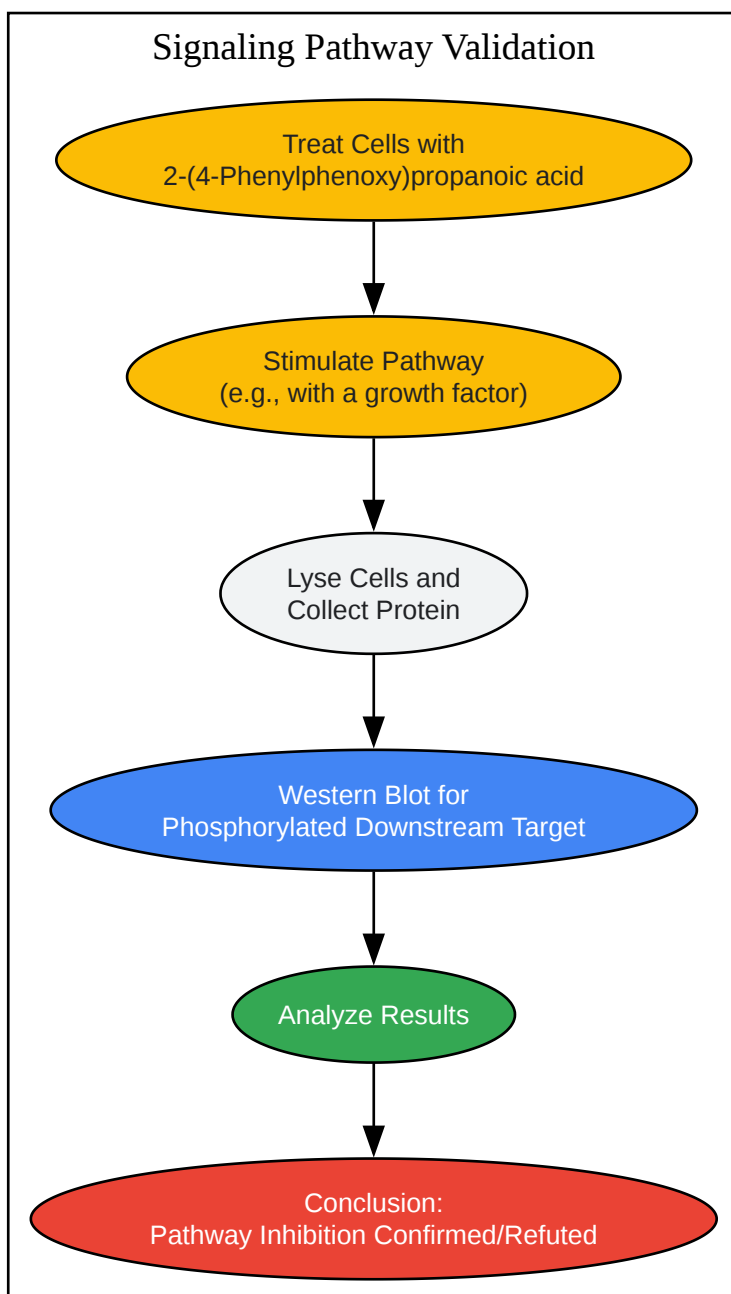 Signaling Pathway Validation
Treat Cells with
2-(4-Phenylphenoxy)propanoic acid
Stimulate Pathway
(e.g., with a growth factor)
Lyse Cells and
Collect Protein
Western Blot for
Phosphorylated Downstream Target
Analyze Results
Conclusion:
Pathway Inhibition Confirmed/Refuted